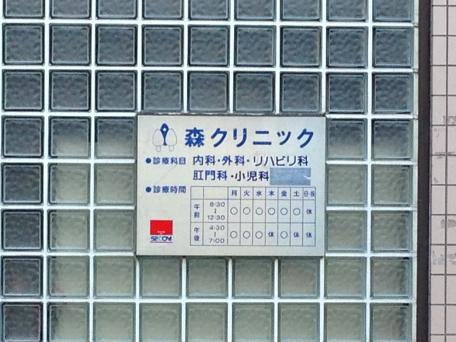 森クリニック
●診療科目 内科・外科・リハビリ科
肛門科・小児科
●診療時間 月 火 水 木 金 土 日・祝
午前 8:30〜12:30 ○ ○ ○ ○ ○ ○ 休
午後 4:30〜7:00 ○ ○ ○ 休 ○ 休 休
SECOM